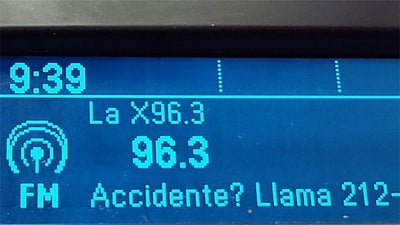 9:39
La X96.3
96.3
FM Accidente? Llama 212-